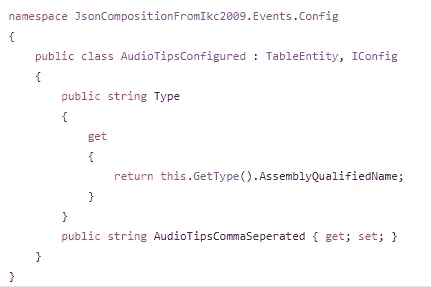 namespace JsonCompositionFromIkc2009.Events.Config
{
    public class AudioTipsConfigured : TableEntity, IConfig
    {
        public string Type
        {
            get
            {
                return this.GetType().AssemblyQualifiedName;
            }
        }
        public string AudioTipsCommaSeperated { get; set; }
    }
}